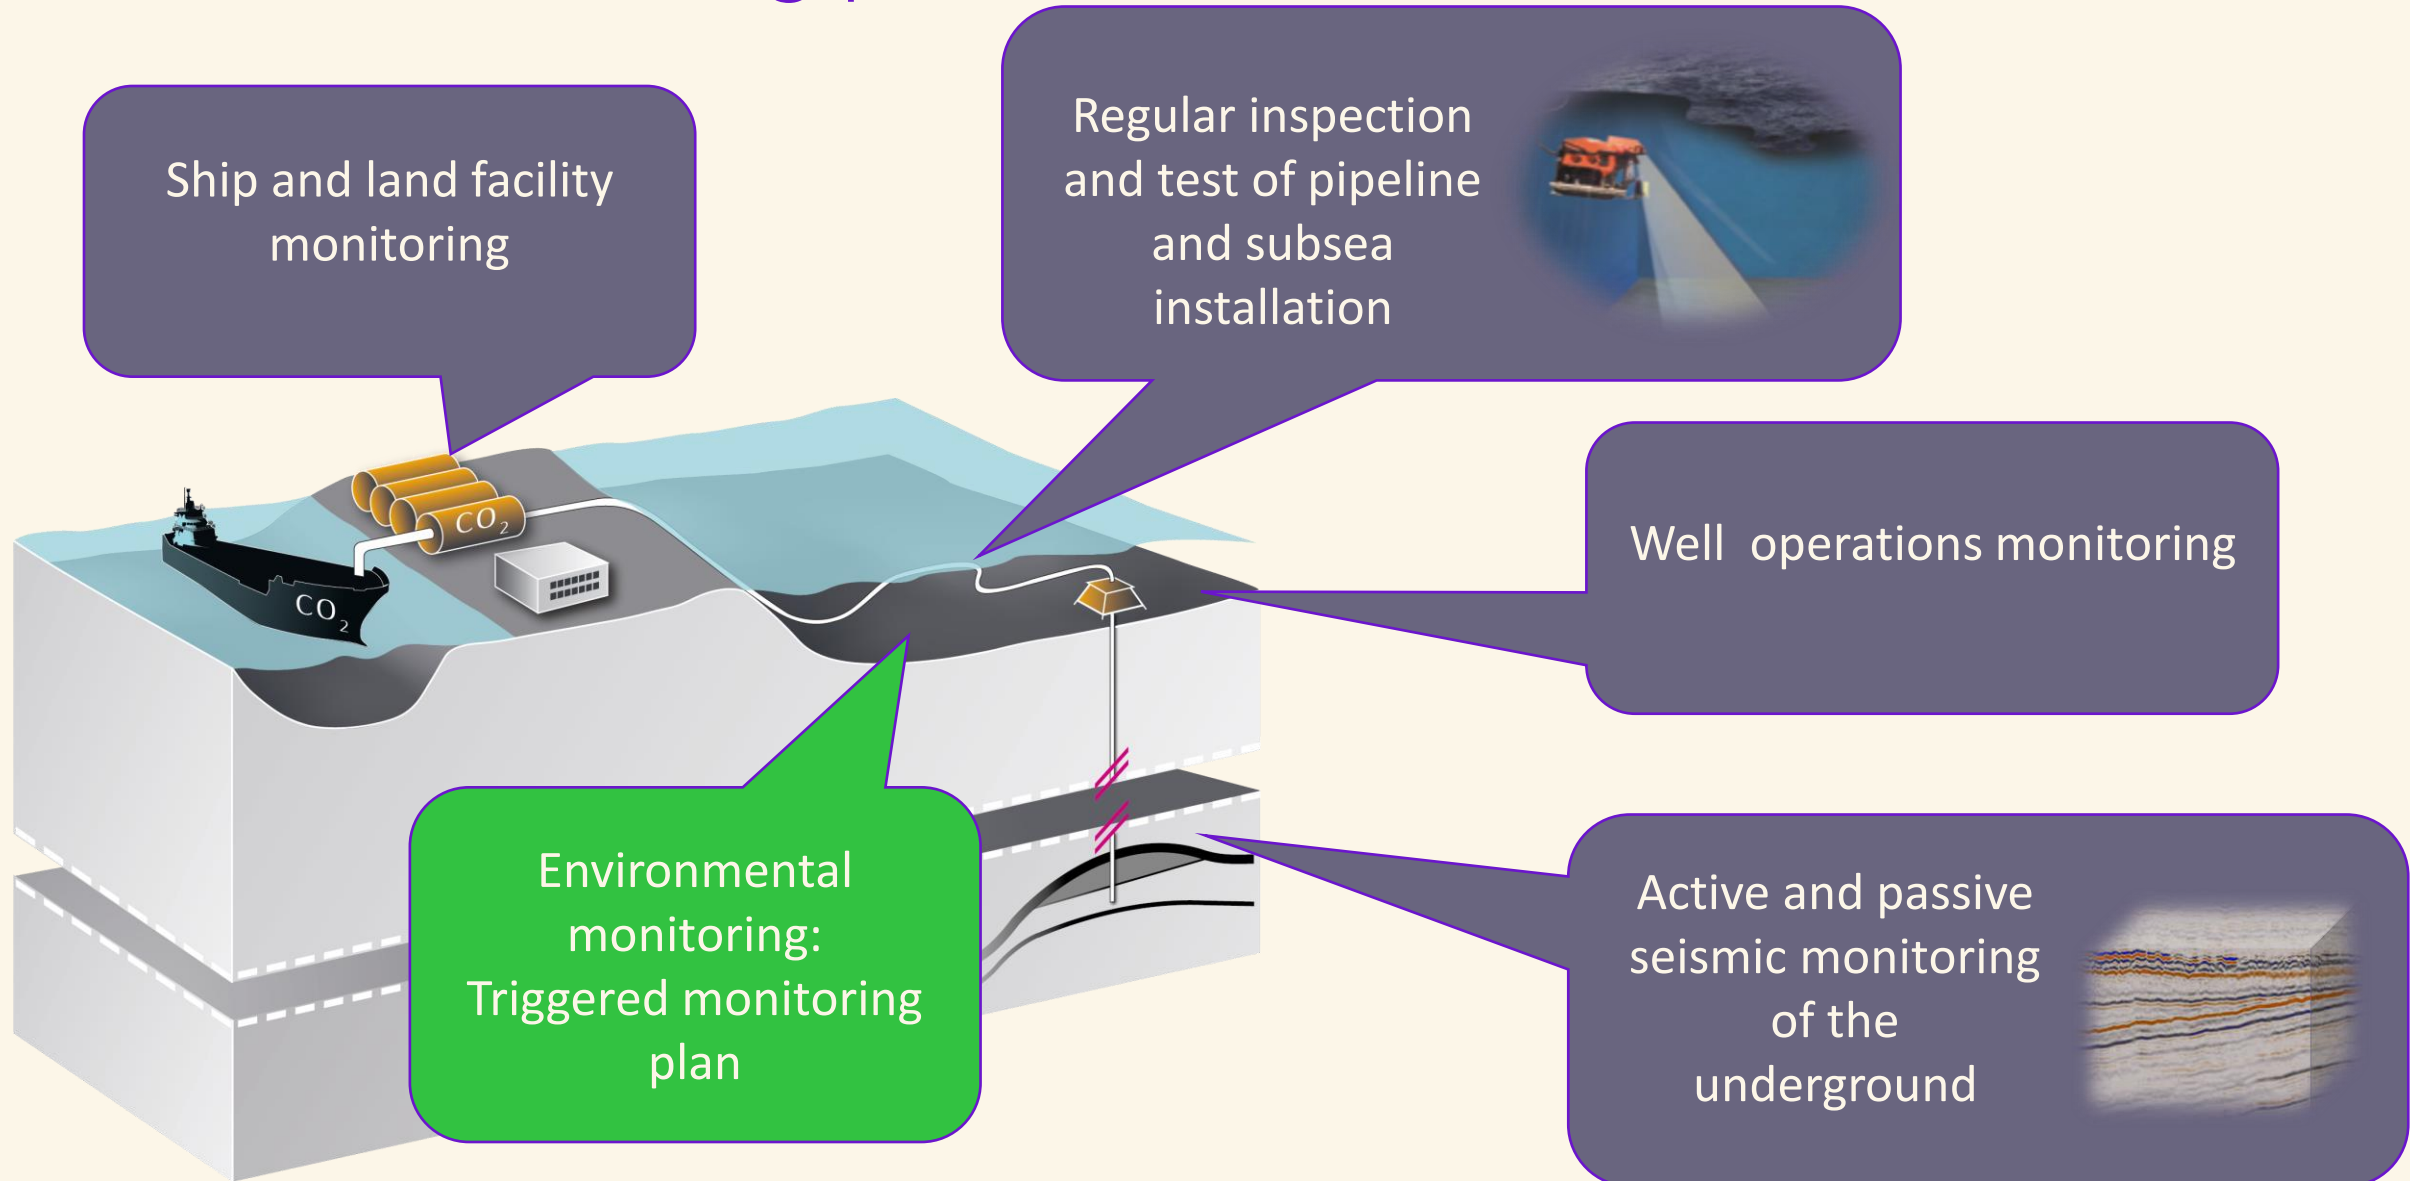 Ship and land facility
monitoring
Regular inspection
and test of pipeline
and subsea
installation
CO2
CO2
Well operations monitoring
Environmental
monitoring:
Triggered monitoring
plan
Active and passive
seismic monitoring
of the
underground